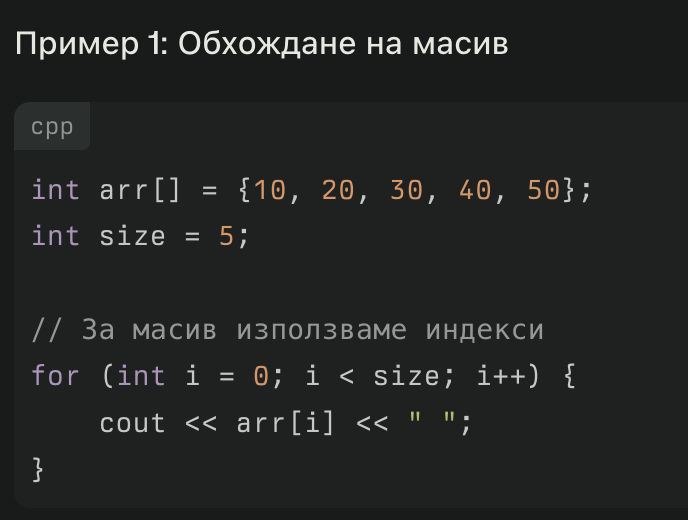 Пример 1: Обхождане на масив
cpp
int arr[] = {10, 20, 30, 40, 50};
int size = 5;
// За масив използваме индекси
for (int i = 0; i < size; i++) {
    cout << arr[i] << " ";
}